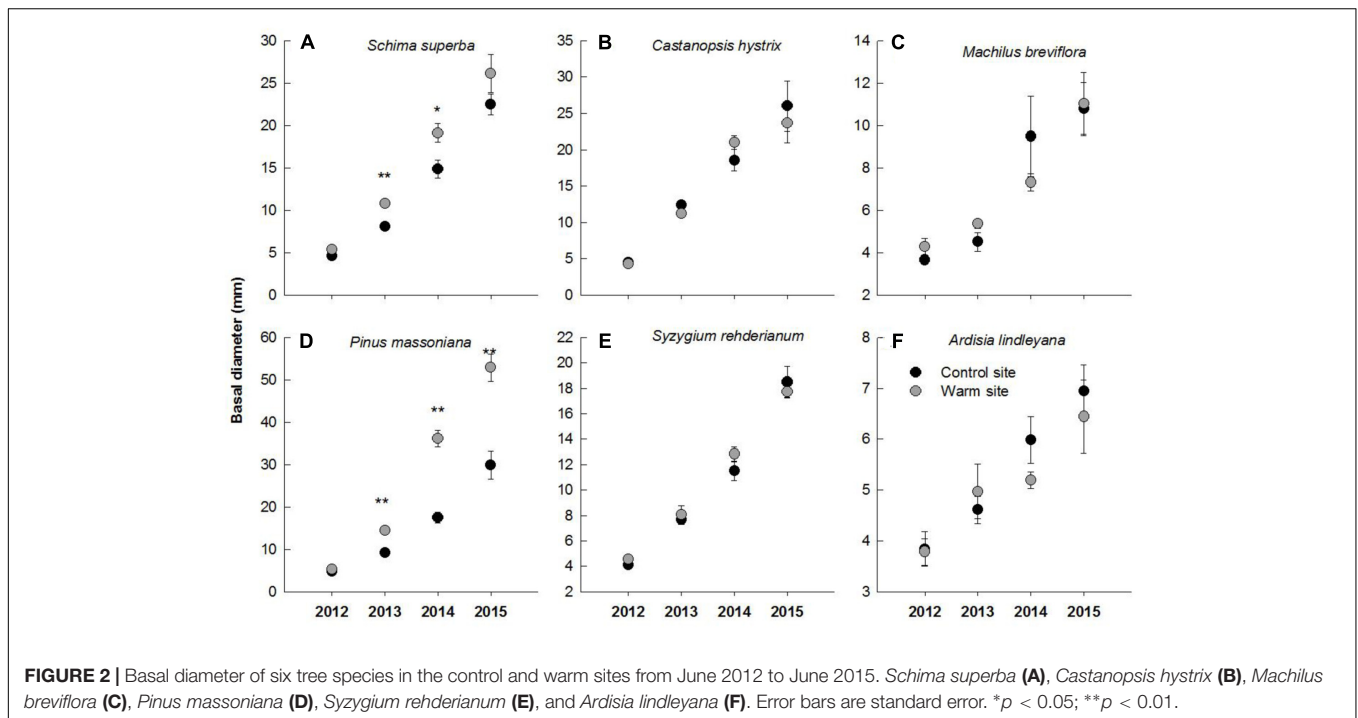 A
Schima superba
30
25
20
15
10
5
0
**
*
B
Castanopsis hystrix
35
30
25
20
15
10
5
0
C
Machilus breviflora
14
12
10
8
6
4
2
Basal diameter (mm)
D
Pinus massoniana
60
50
40
30
20
10
0
**
**
**
2012 2013 2014 2015
E
Syzygium rehderianum
22
20
18
16
14
12
10
8
6
4
2
2012 2013 2014 2015
F
Ardisia lindleyana
Control site
Warm site
8
7
6
5
4
3
2012 2013 2014 2015
FIGURE 2 | Basal diameter of six tree species in the control and warm sites from June 2012 to June 2015. Schima superba (A), Castanopsis hystrix (B), Machilus
breviflora (C), Pinus massoniana (D), Syzygium rehderianum (E), and Ardisia lindleyana (F). Error bars are standard error. *p < 0.05; **p < 0.01.